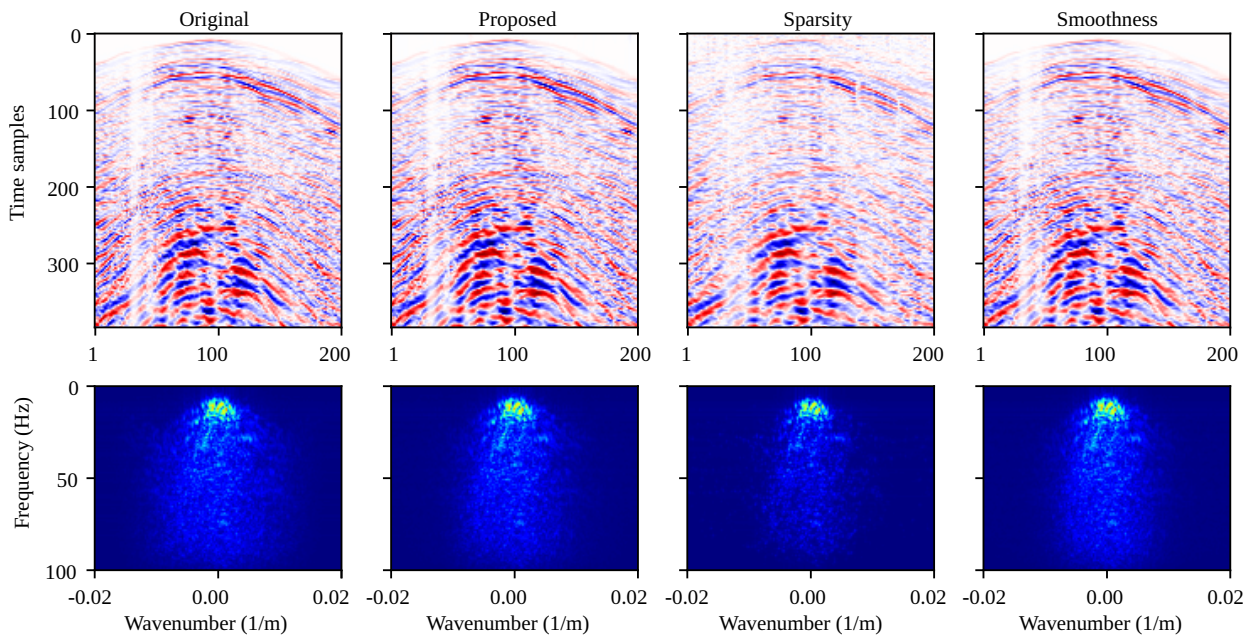 Original Proposed Sparsity Smoothness
0
100
200
300
Time samples
1 100 200 1 100 200 1 100 200 1 100 200
0
50
100
Frequency (Hz)
-0.02 0.00 0.02 -0.02 0.00 0.02 -0.02 0.00 0.02 -0.02 0.00 0.02
Wavenumber (1/m) Wavenumber (1/m) Wavenumber (1/m) Wavenumber (1/m)